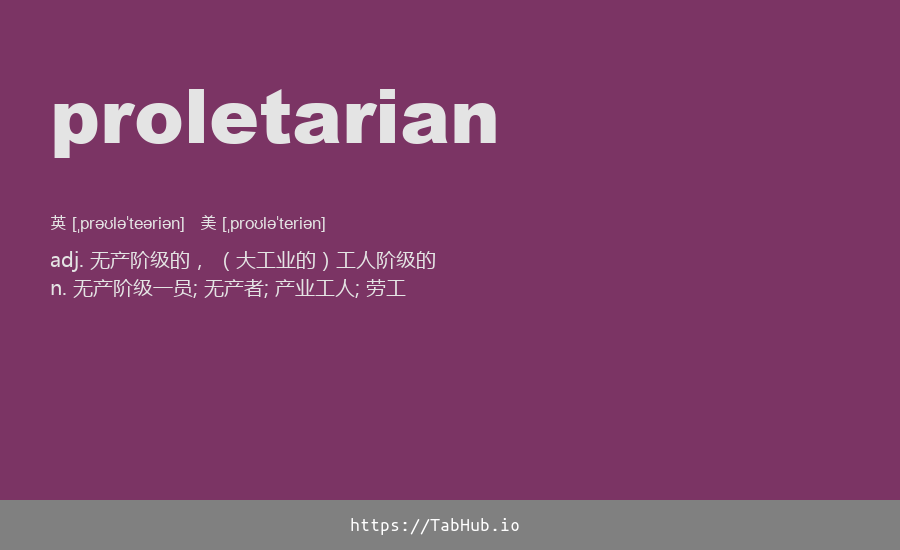 proletarian
英 [ˌprəʊləˈteəriən] 美 [ˌproʊləˈteriən]
adj. 无产阶级的，（大工业的）工人阶级的
n. 无产阶级一员; 无产者; 产业工人; 劳工
https://TabHub.io